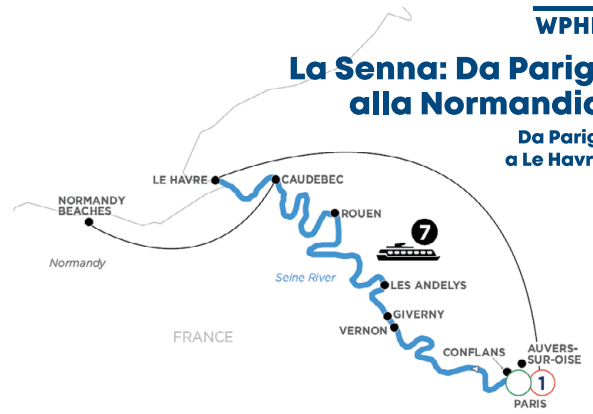 WPH
La Senna: Da Parig
alla Normandia
Da Parig
a Le Havr
LE HAVRE
CAUDEBEC
NORMANDY
BEACHES
ROUEN
7
Normandy
Seine River
LES ANDELYS
GIVERNY
VERNON
FRANCE
CONFLANS
AUVERS-
SUR-OISE
1
PARIS